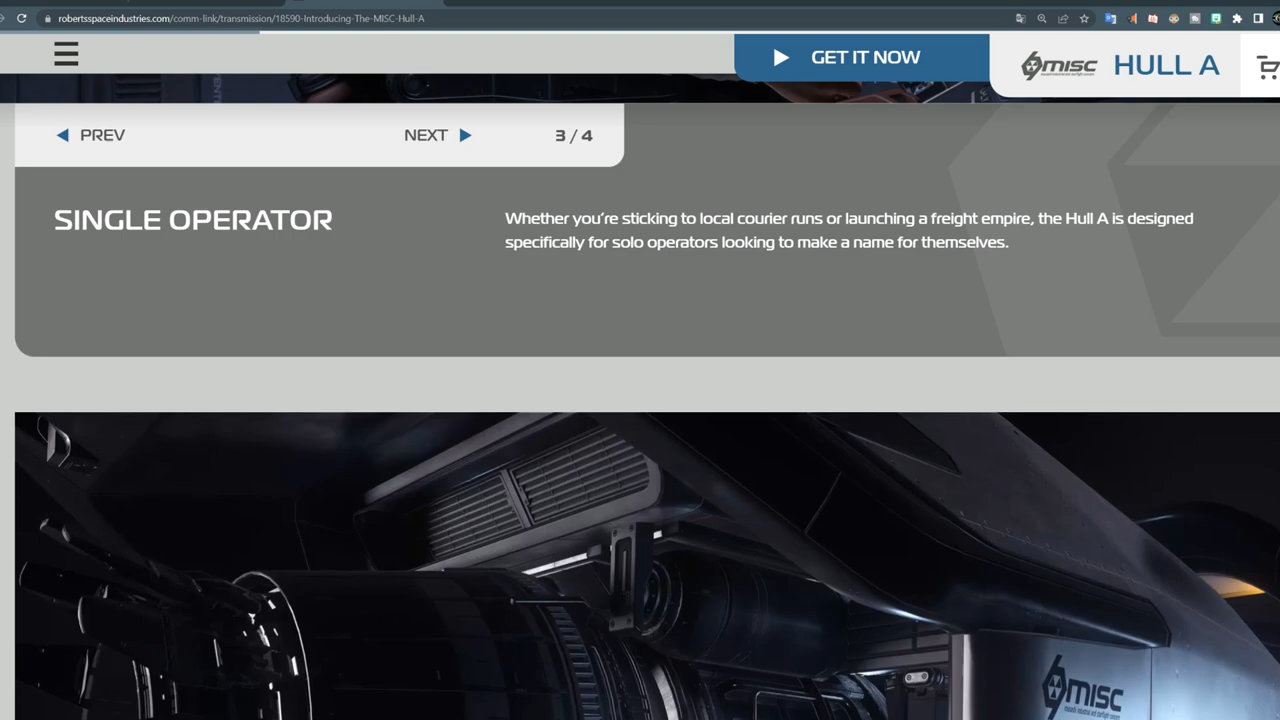 robertsspaceindustries.com/comm-link/transmission/18590-Introducing-The-MISC-Hull-A
GET IT NOW
MISC
HULL A
PREV
NEXT
3 / 4
SINGLE OPERATOR
Whether you’re sticking to local courier runs or launching a freight empire, the Hull A is designed
specifically for solo operators looking to make a name for themselves.
MISC